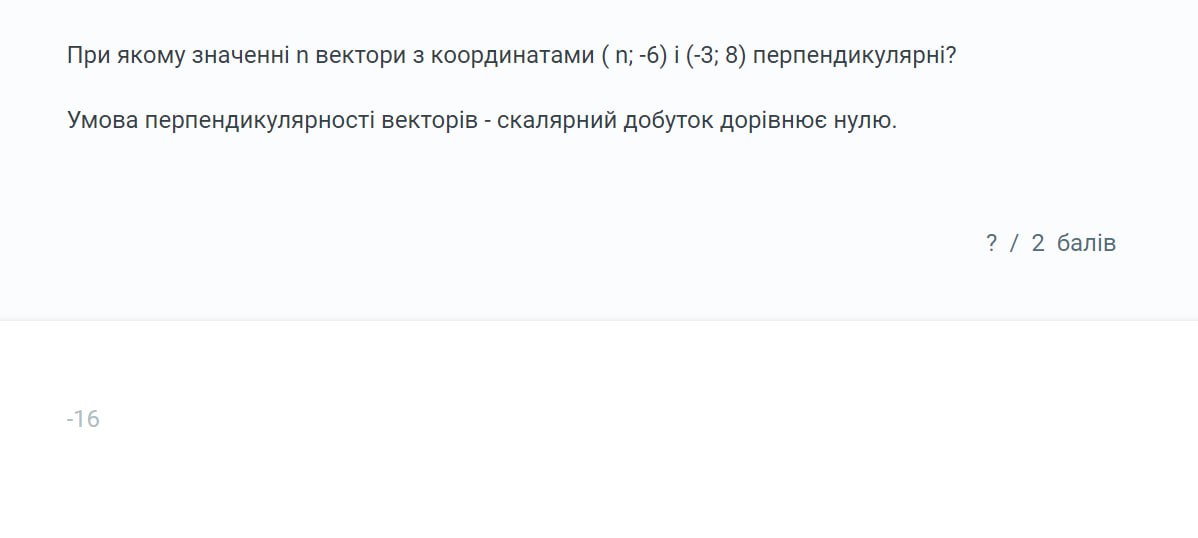 При якому значенні n вектори з координатами ( n; -6) і (-3; 8) перпендикулярні?
Умова перпендикулярності векторів - скалярний добуток дорівнює нулю.
? / 2 балів
-16